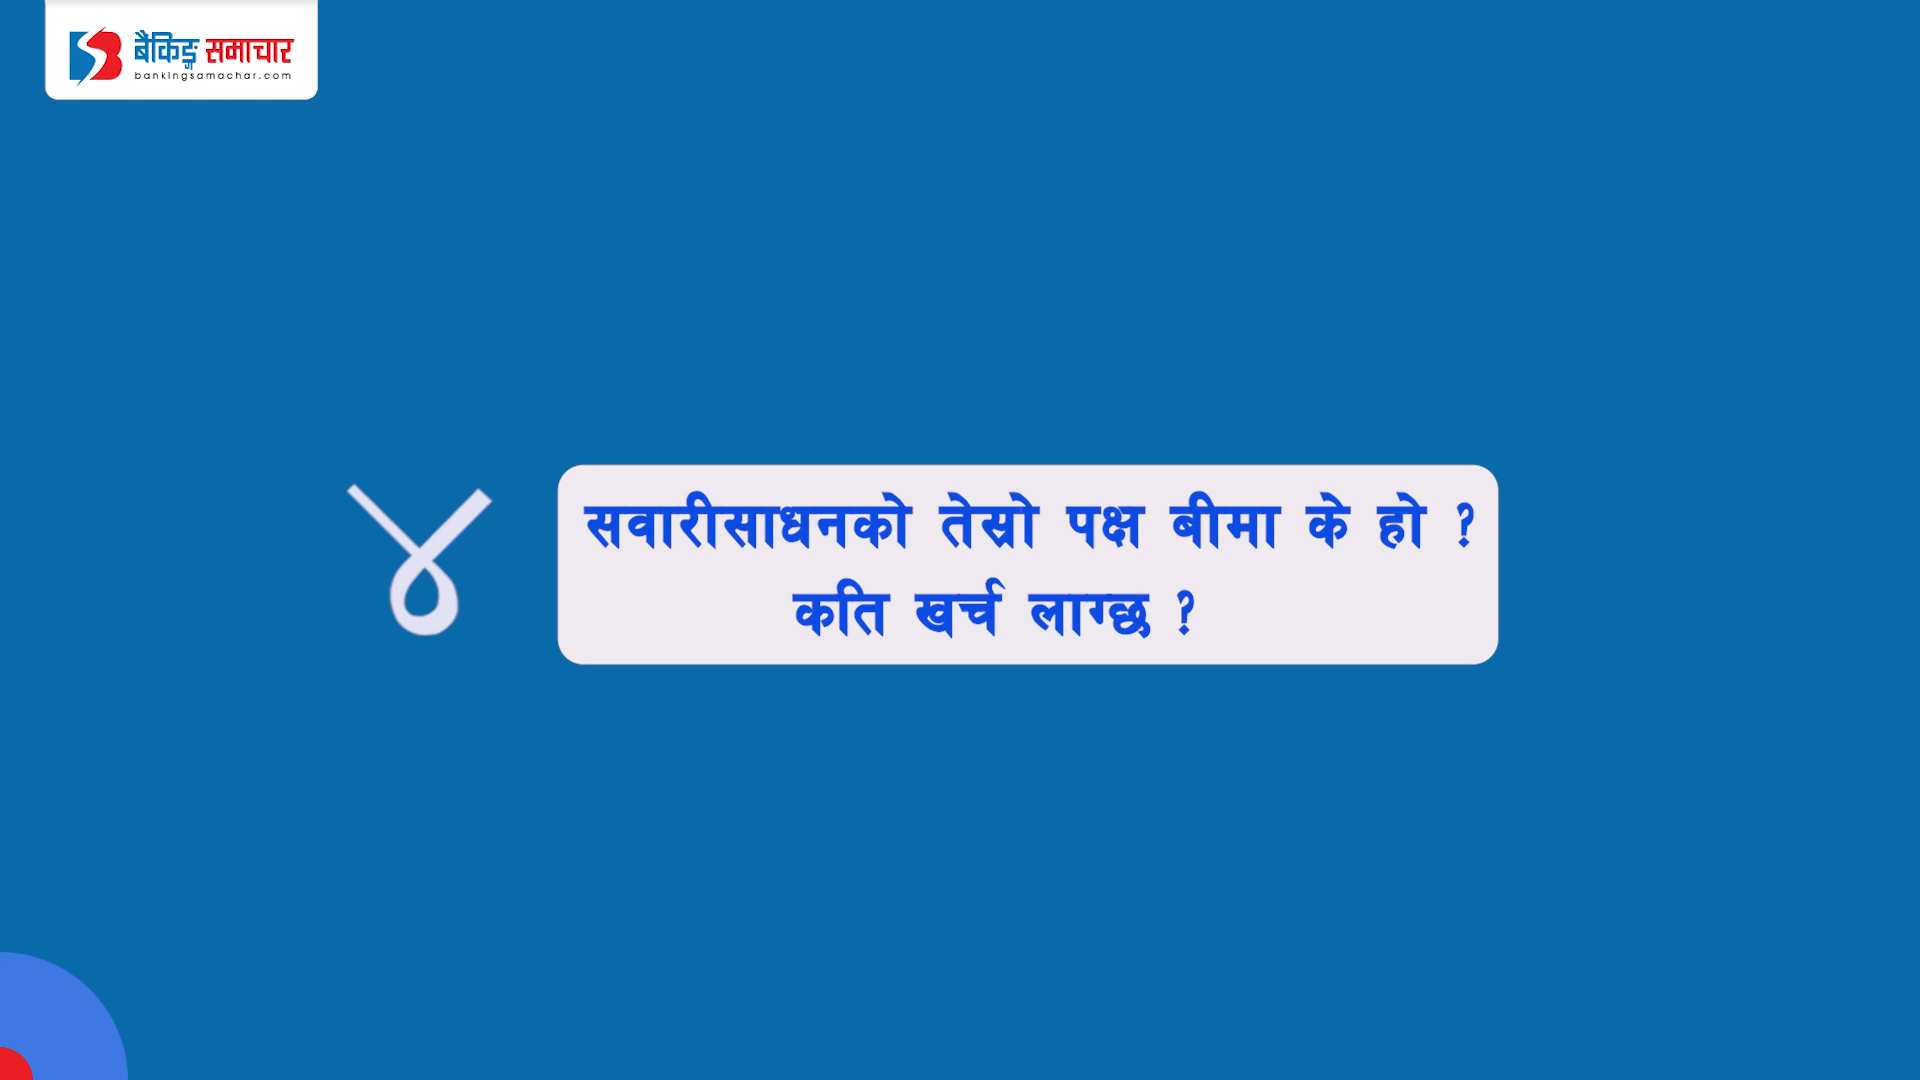 बैंकिङ्ग समाचार
bankingsamachar.com
४
सवारीसाधनको तेस्रो पक्ष बीमा के हो ?
कति खर्च लाग्छ ?